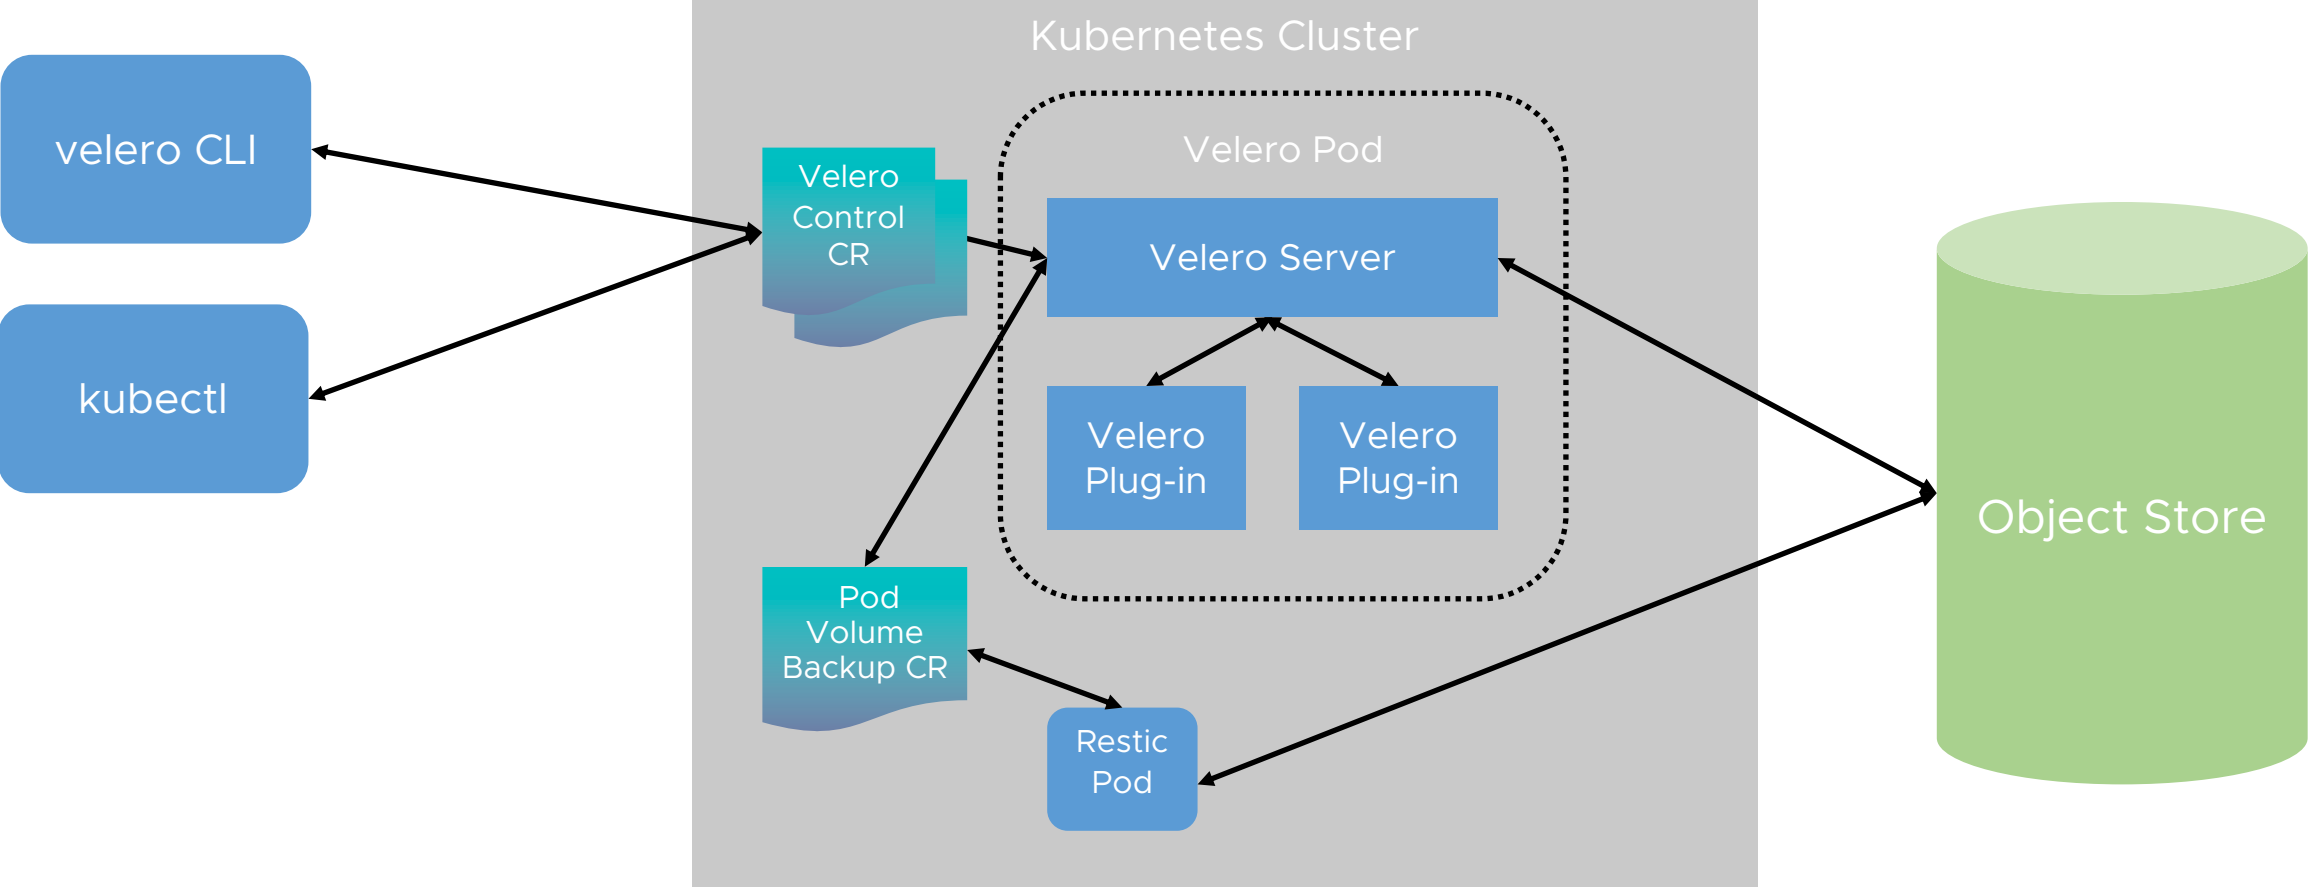 Kubernetes Cluster
velero CLI
kubectl
Velero
Control
CR
Velero Pod
Velero Server
Velero
Plug-in
Velero
Plug-in
Pod
Volume
Backup CR
Restic
Pod
Object Store